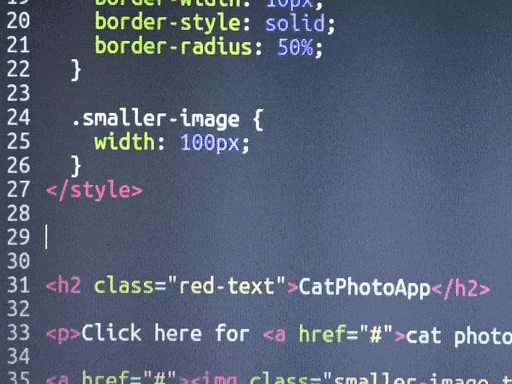 19 border-width: 10px;
20 border-style: solid;
21 border-radius: 50%;
22 }
23
24 .smaller-image {
25 width: 100px;
26 }
27 </style>
28
29
30
31 <h2 class="red-text">CatPhotoApp</h2>
32
33 <p>Click here for <a href="#">cat photo
34
35 <a href="#"><img class="smaller-image t